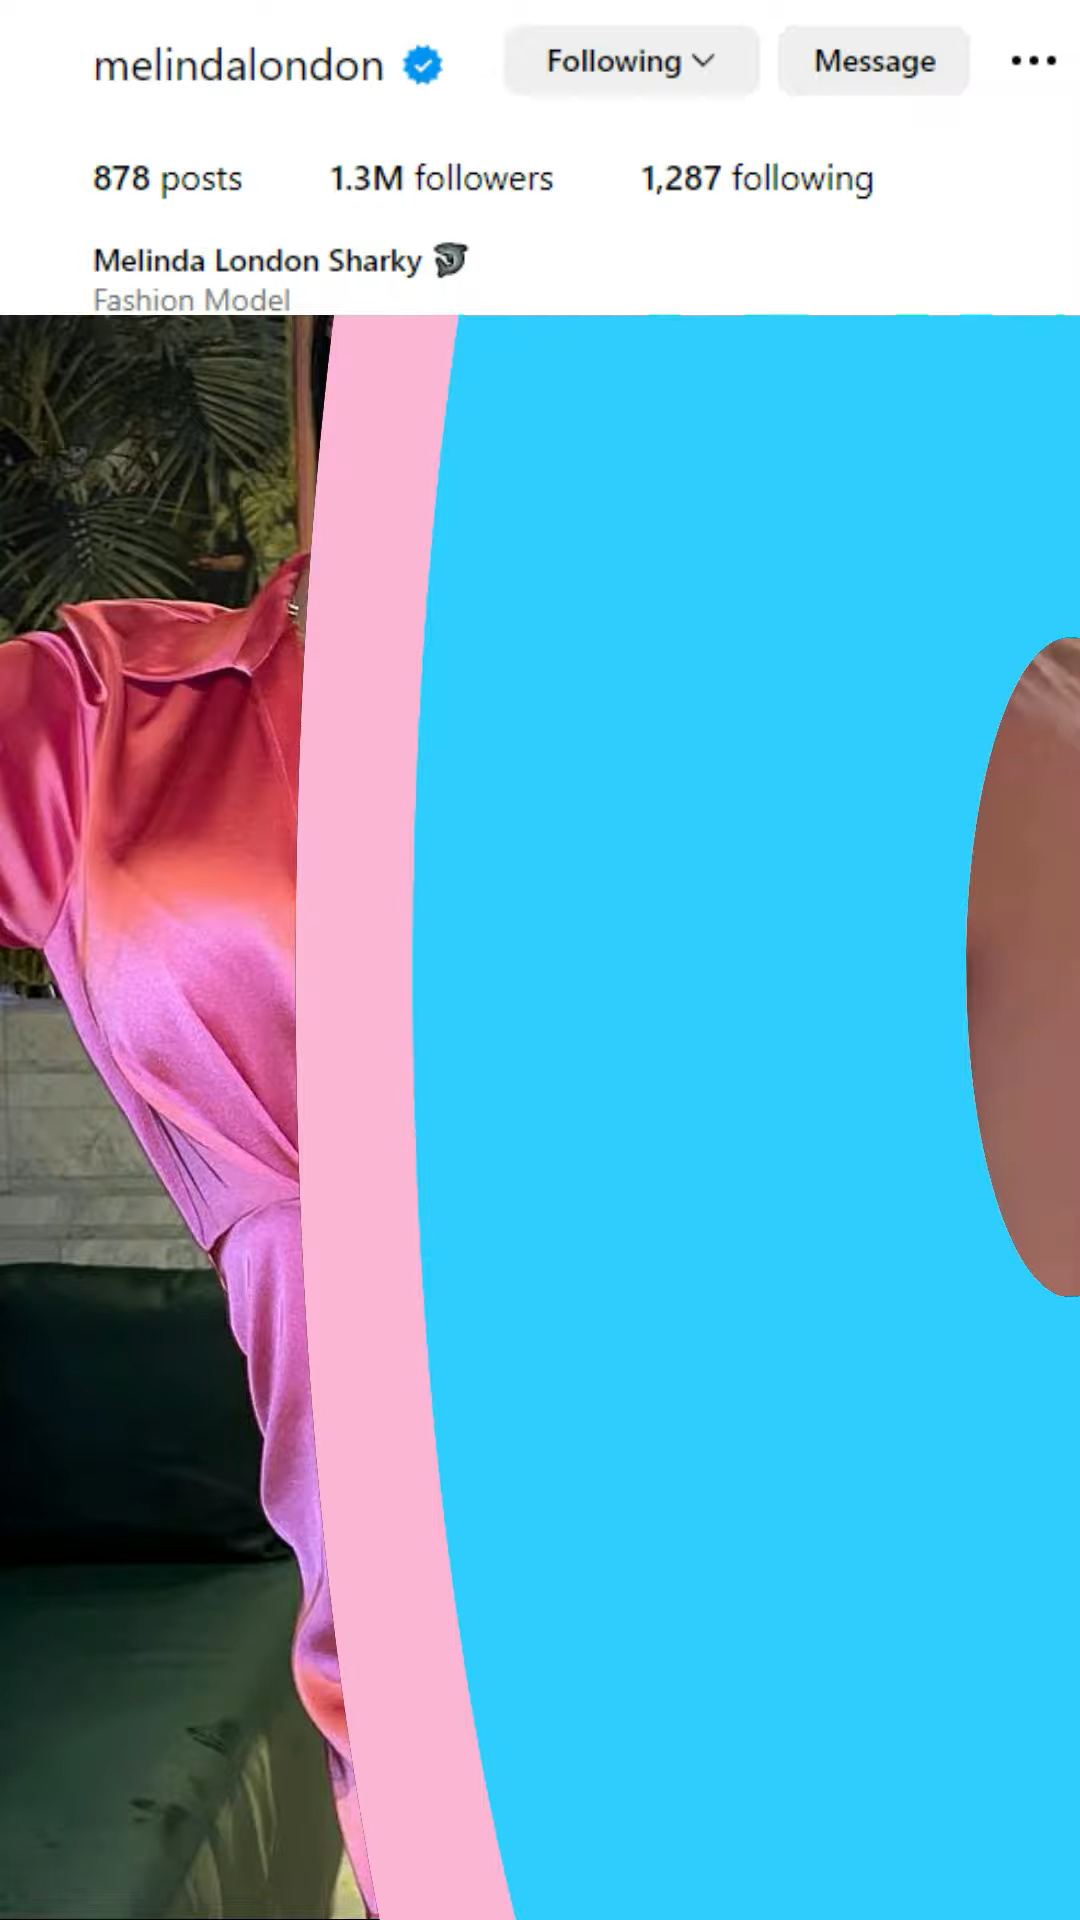 melindalondon Following Message
878 posts 1.3M followers 1,287 following
Melinda London Sharky
Fashion Model